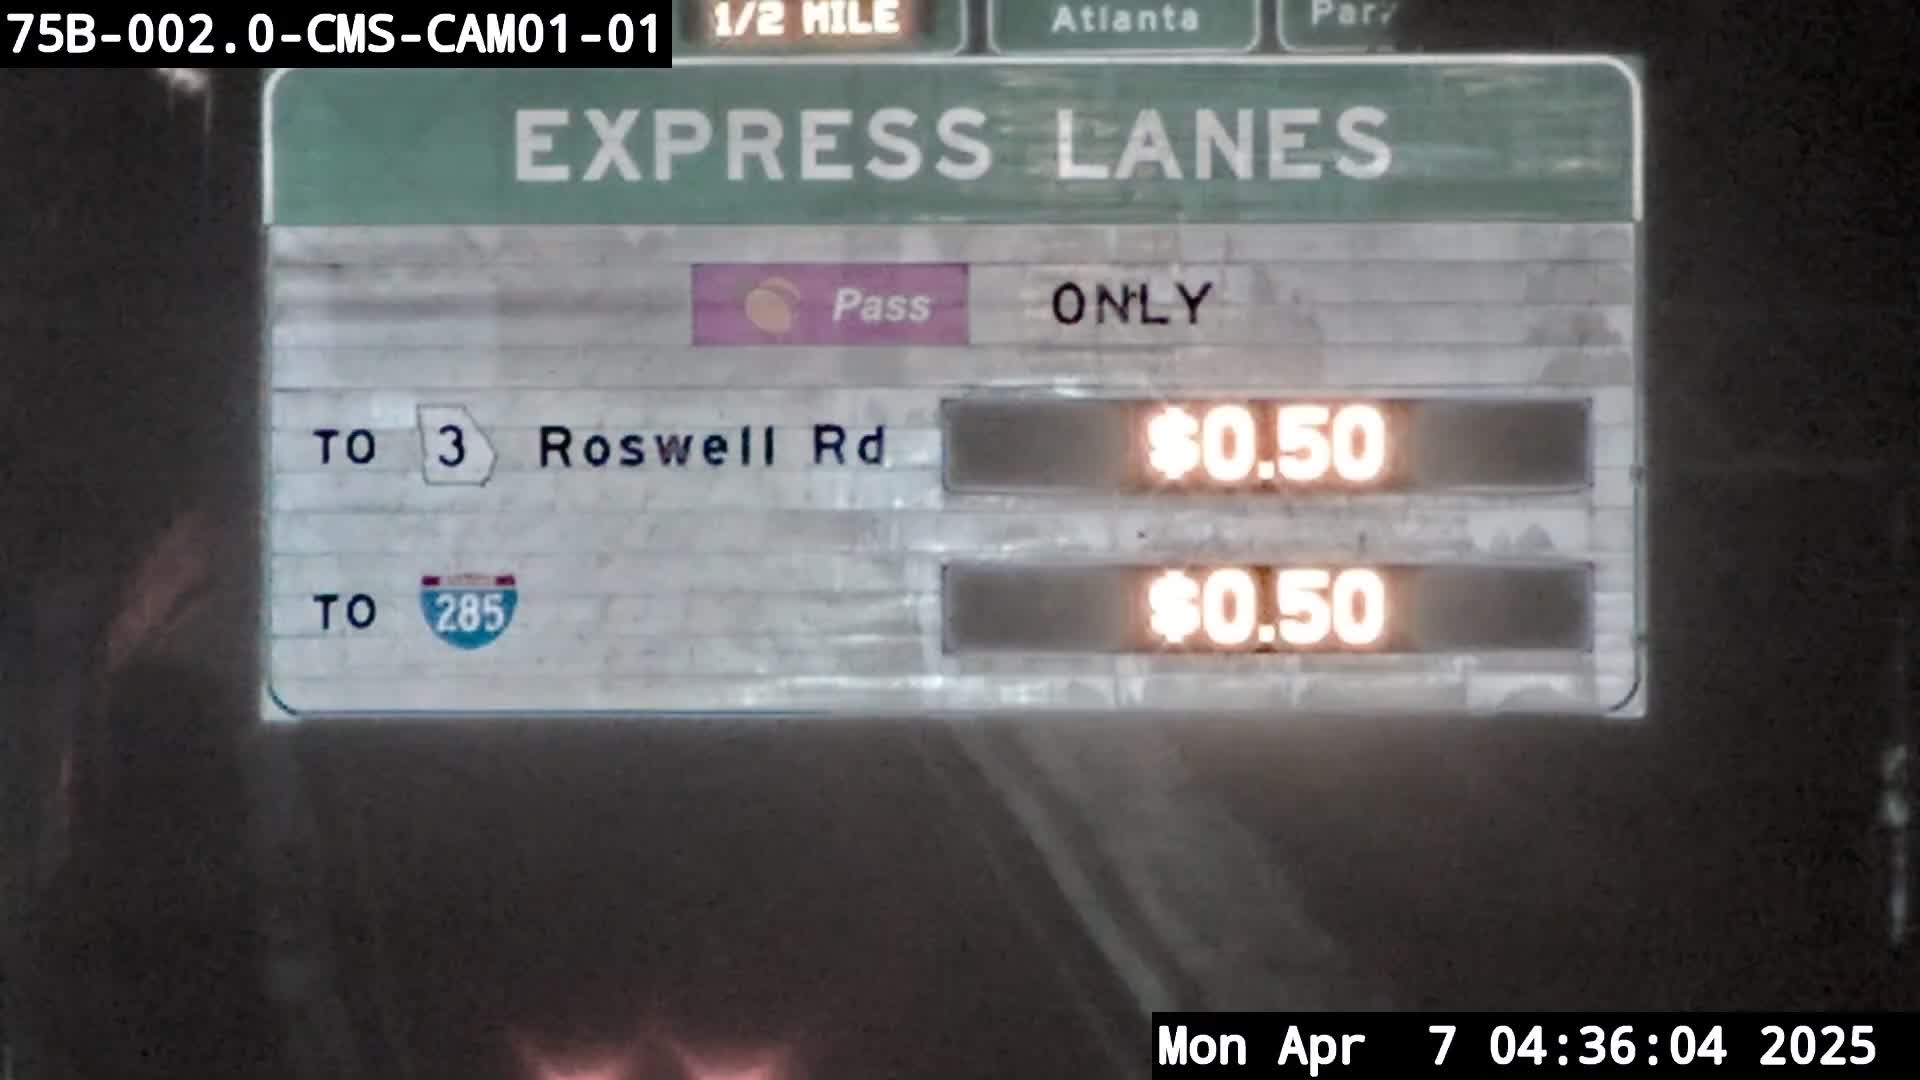 75B-002.0-CMS-CAM01-01
1/2 MILE
Atlanta
EXPRESS LANES
Pass ONLY
TO 3 Roswell Rd $0.50
TO 285 $0.50
Mon Apr 7 04:36:04 2025